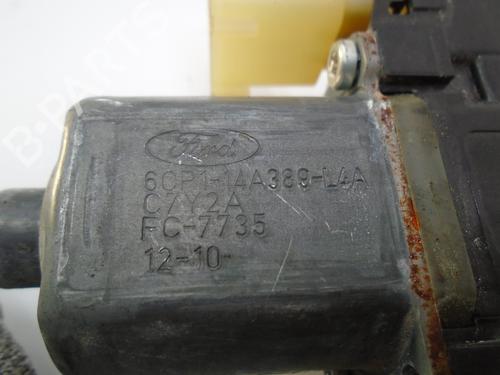 Ford
6CP1-14A389-L4A
C7Y2A
FC-7735
12-10-
B-PARTS